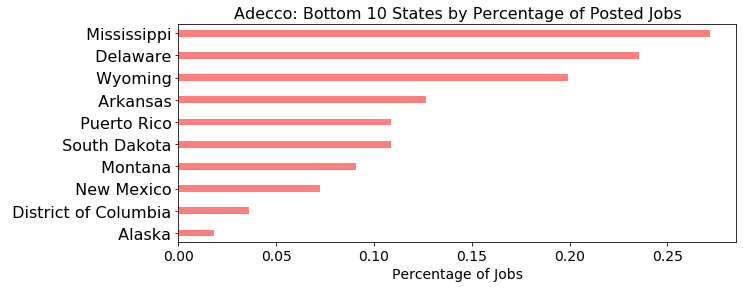 Adecco: Bottom 10 States by Percentage of Posted Jobs
Mississippi
Delaware
Wyoming
Arkansas
Puerto Rico
South Dakota
Montana
New Mexico
District of Columbia
Alaska
0.00 0.05 0.10 0.15 0.20 0.25
Percentage of Jobs